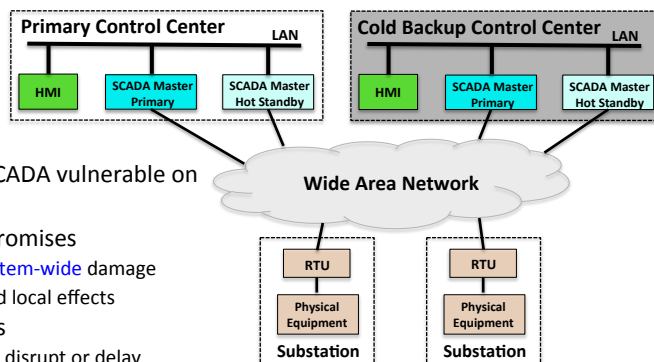 Primary Control Center
LAN
HMI
SCADA Master
Primary
SCADA Master
Hot Standby
Cold Backup Control Center
LAN
HMI
SCADA Master
Primary
SCADA Master
Hot Standby
Wide Area Network
CADA vulnerable on
romises
tem-wide damage
d local effects
s
disrupt or delay
RTU
Physical
Equipment
Substation
RTU
Physical
Equipment
Substation